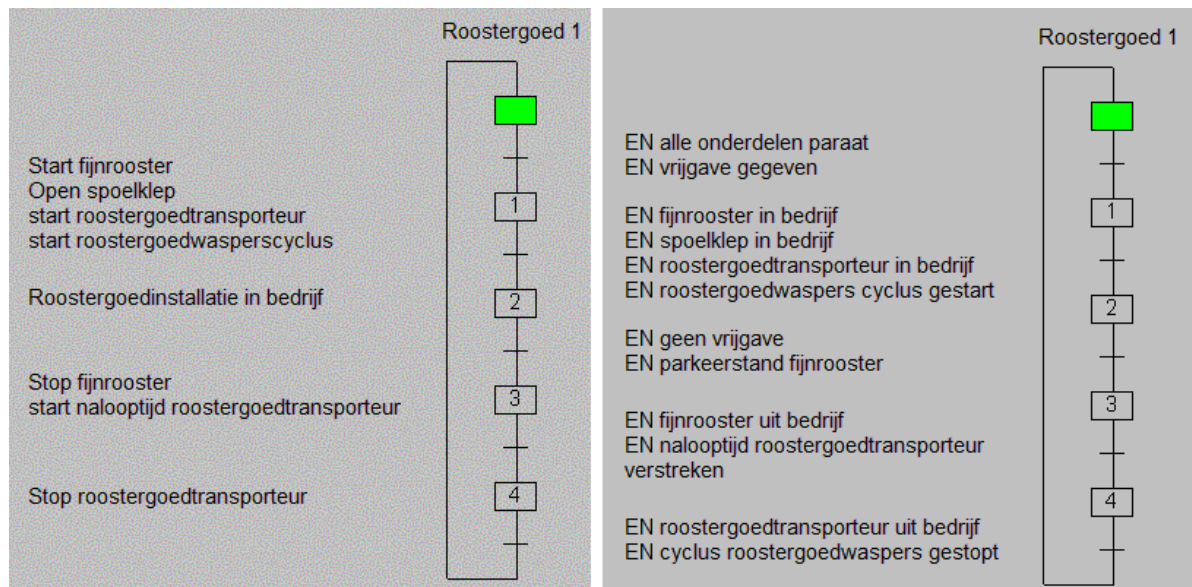 Roostergoed 1
Start fijnrooster
Open spoelklep
start roostergoedtransporteur
start roostergoedwasperscyclus
1
Roostergoedinstallatie in bedrijf
2
Stop fijnrooster
start nalooptijd roostergoedtransporteur
3
Stop roostergoedtransporteur
4
Roostergoed 1
EN alle onderdelen paraat
EN vrijgave gegeven
1
EN fijnrooster in bedrijf
EN spoelklep in bedrijf
EN roostergoedtransporteur in bedrijf
EN roostergoedwaspers cyclus gestart
2
EN geen vrijgave
EN parkeerstand fijnrooster
3
EN fijnrooster uit bedrijf
EN nalooptijd roostergoedtransporteur
verstreken
4
EN roostergoedtransporteur uit bedrijf
EN cyclus roostergoedwaspers gestopt